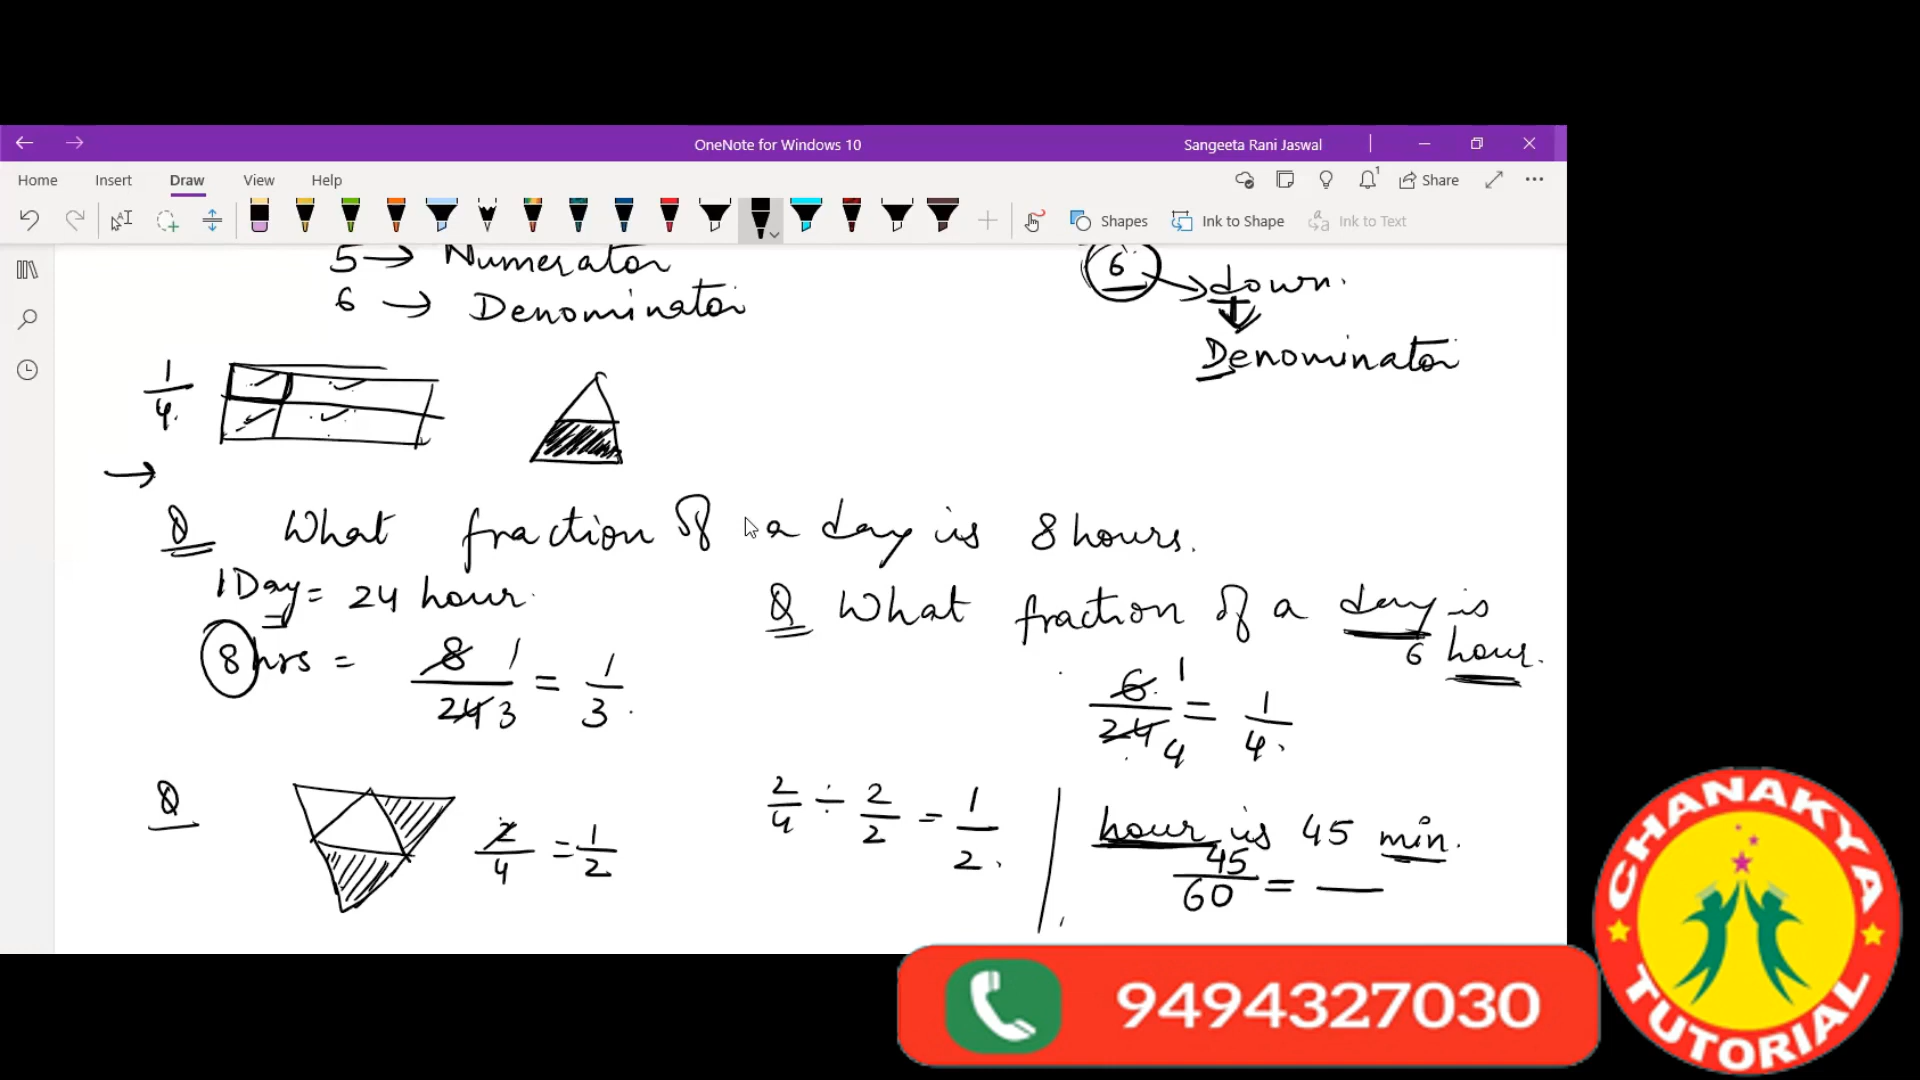 OneNote for Windows 10
Sangeeta Rani Jaswal
Home Insert Draw View Help
Share
Shapes Ink to Shape Ink to Text
5 → Numerator
6 → Denominator
6 → down.
Denominator
1/4
→
Q What fraction of a day is 8 hours.
1 Day = 24 hour
8 hrs = 8/24 1/3 = 1/3.
Q What fraction of a day is
6 hour.
6/24 1/4 = 1/4.
Q 2/4 = 1/2
2/4 ÷ 2/2 = 1/2.
hour is 45 min.
45/60 = —
9494327030
CHANAKYA
TUTORIAL